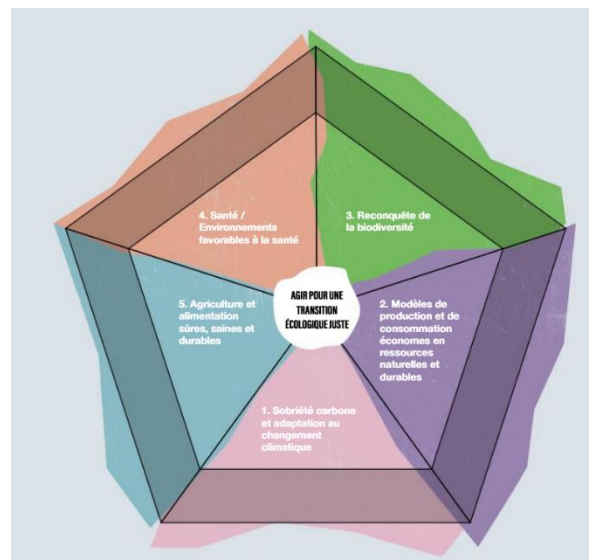 4. Santé /
Environnements
favorables à la santé
3. Reconquête de
la biodiversité
AGIR POUR UNE
TRANSITION
ÉCOLOGIQUE JUSTE
5. Agriculture et
alimentation
sûres, saines et
durables
2. Modèles de
production et de
consommation
économes en
ressources
naturelles et
durables
1. Sobriété carbone
et adaptation au
changement
climatique